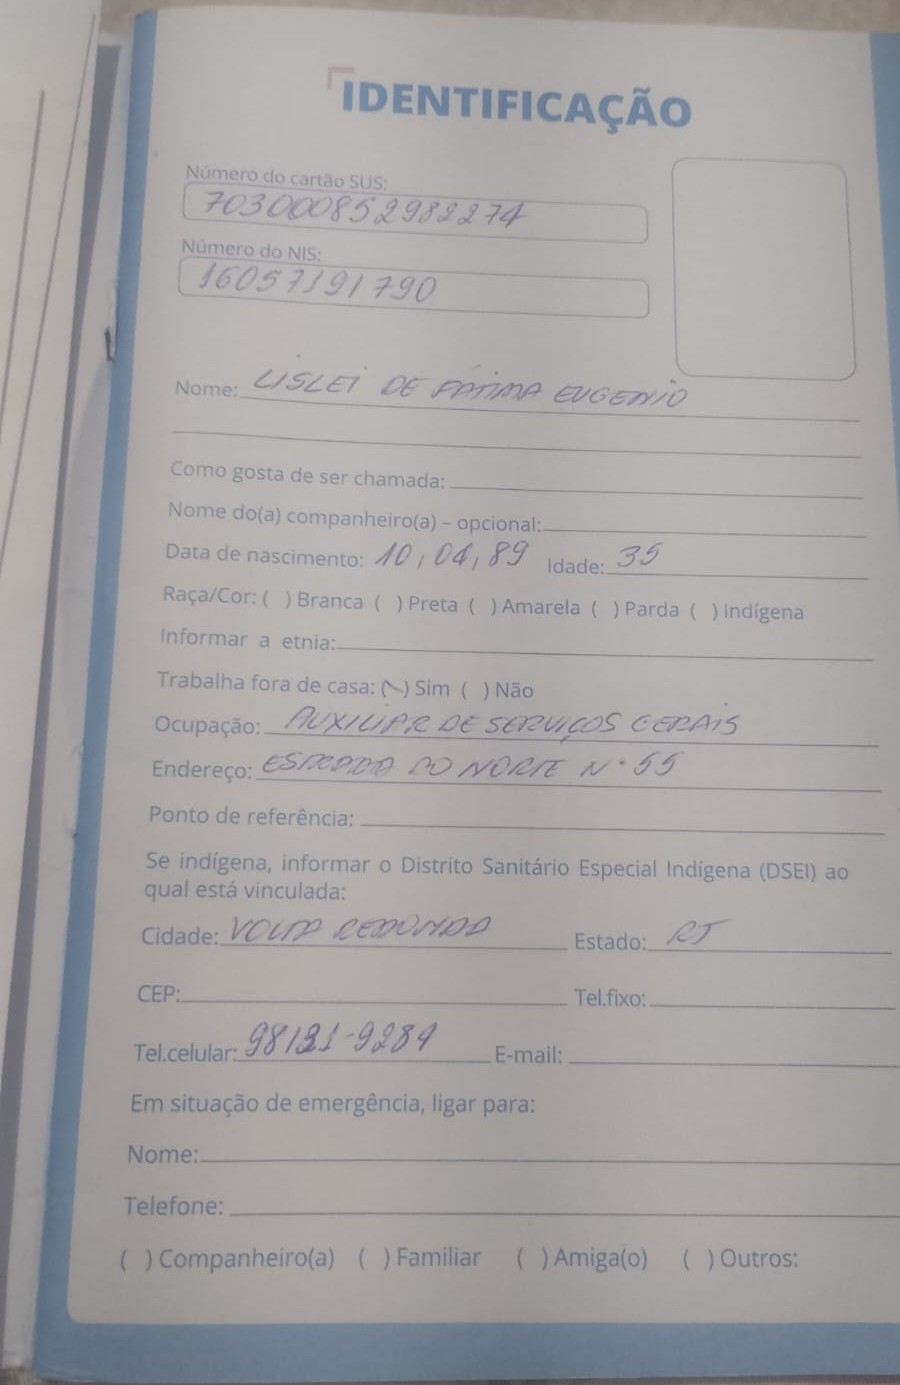 IDENTIFICAÇÃO
Número do cartão SUS:
703000852982274
Número do NIS:
16057191790
Nome: LISLEI DE FATIMA EUGENIO
Como gosta de ser chamada:
Nome do(a) companheiro(a) – opcional:
Data de nascimento: 10, 04, 89 Idade: 35
Raça/Cor: ( ) Branca ( ) Preta ( ) Amarela ( ) Parda ( ) Indígena
Informar a etnia:
Trabalha fora de casa: (\) Sim ( ) Não
Ocupação: AUXILIAR DE SERVIÇOS GERAIS
Endereço: ESTRADA DO NORTE Nº 55
Ponto de referência:
Se indígena, informar o Distrito Sanitário Especial Indígena (DSEI) ao
qual está vinculada:
Cidade: VOLTA REDONDA Estado: RJ
CEP: Tel.fixo:
Tel.celular: E-mail:
Em situação de emergência, ligar para:
Nome:
Telefone:
( ) Companheiro(a) ( ) Familiar ( ) Amiga(o) ( ) Outros: